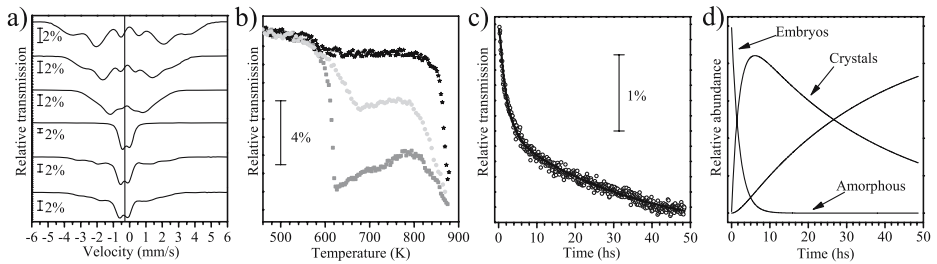 a)
Relative transmission
2%
2%
2%
2%
2%
2%
-6 -5 -4 -3 -2 -1 0 1 2 3 4 5 6
Velocity (mm/s)
b)
Relative transmission
4%
500 600 700 800 900
Temperature (K)
c)
Relative transmission
1%
0 10 20 30 40 50
Time (hs)
d)
Relative abundance
Embryos
Crystals
Amorphous
0 10 20 30 40 50
Time (hs)